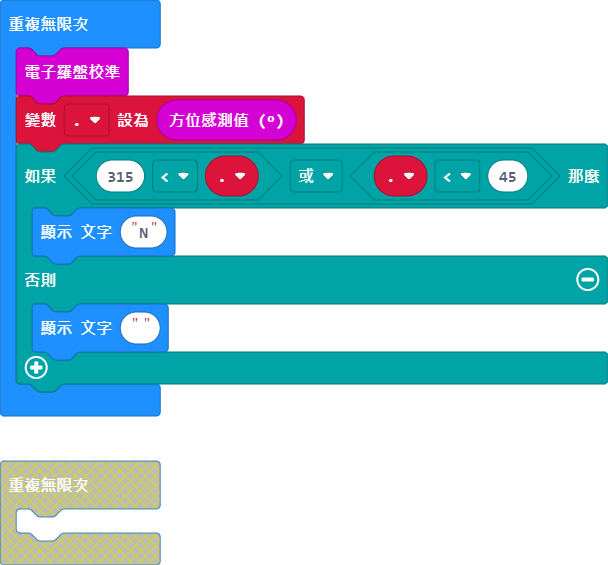 重複無限次
電子羅盤校準
變數 . 設為 方位感測值 (°)
如果 315 < . 或 . < 45 那麼
顯示 文字 "N"
否則
顯示 文字 " "
重複無限次